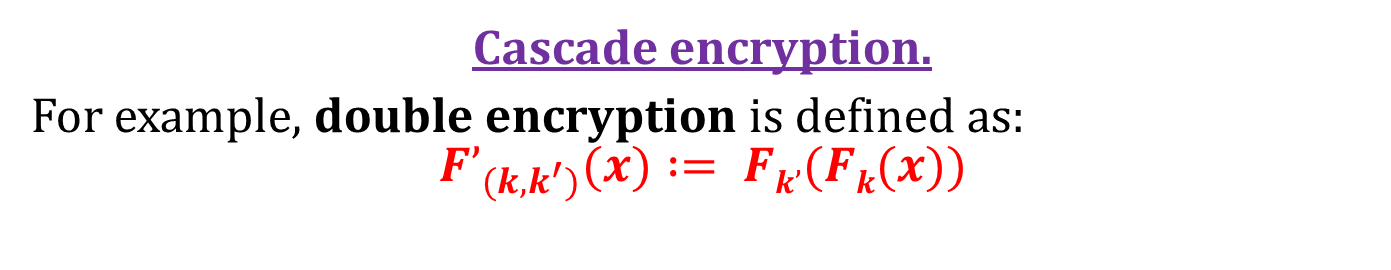 Cascade encryption.
For example, double encryption is defined as:
F’(k,k′)(x) := Fk’(Fk(x))